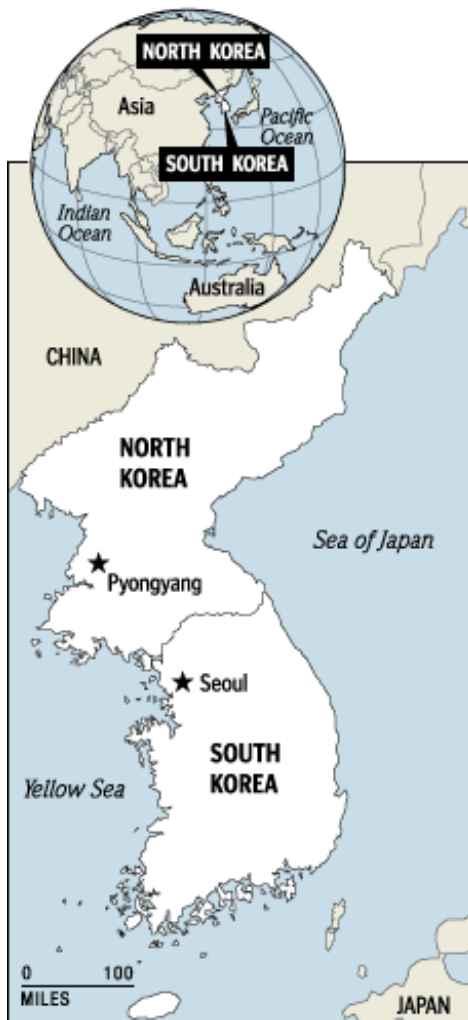 NORTH KOREA
Asia
Pacific
Ocean
SOUTH KOREA
Indian
Ocean
Australia
CHINA
NORTH
KOREA
Sea of Japan
Pyongyang
Seoul
SOUTH
KOREA
Yellow Sea
0 100
MILES
JAPAN